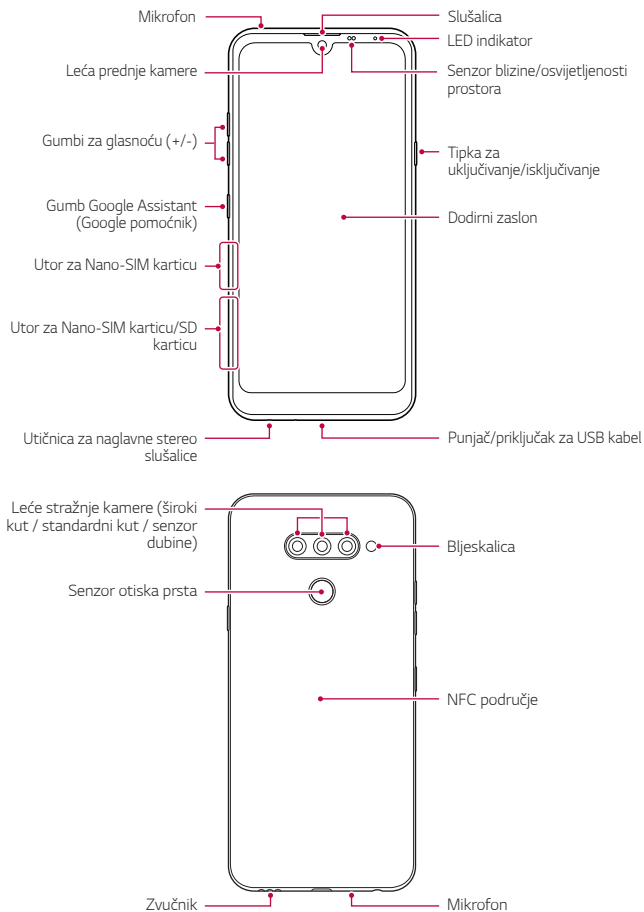 Mikrofon
Slušalica
LED indikator
Leća prednje kamere
Senzor blizine/osvijetljenosti
prostora
Gumbi za glasnoću (+/-)
Tipka za
uključivanje/isključivanje
Gumb Google Assistant
(Google pomoćnik)
Dodirni zaslon
Utor za Nano-SIM karticu
Utor za Nano-SIM karticu/SD
karticu
Utičnica za naglavne stereo
slušalice
Punjač/priključak za USB kabel
Leće stražnje kamere (široki
kut / standardni kut / senzor
dubine)
Bljeskalica
Senzor otiska prsta
NFC područje
Zvučnik
Mikrofon